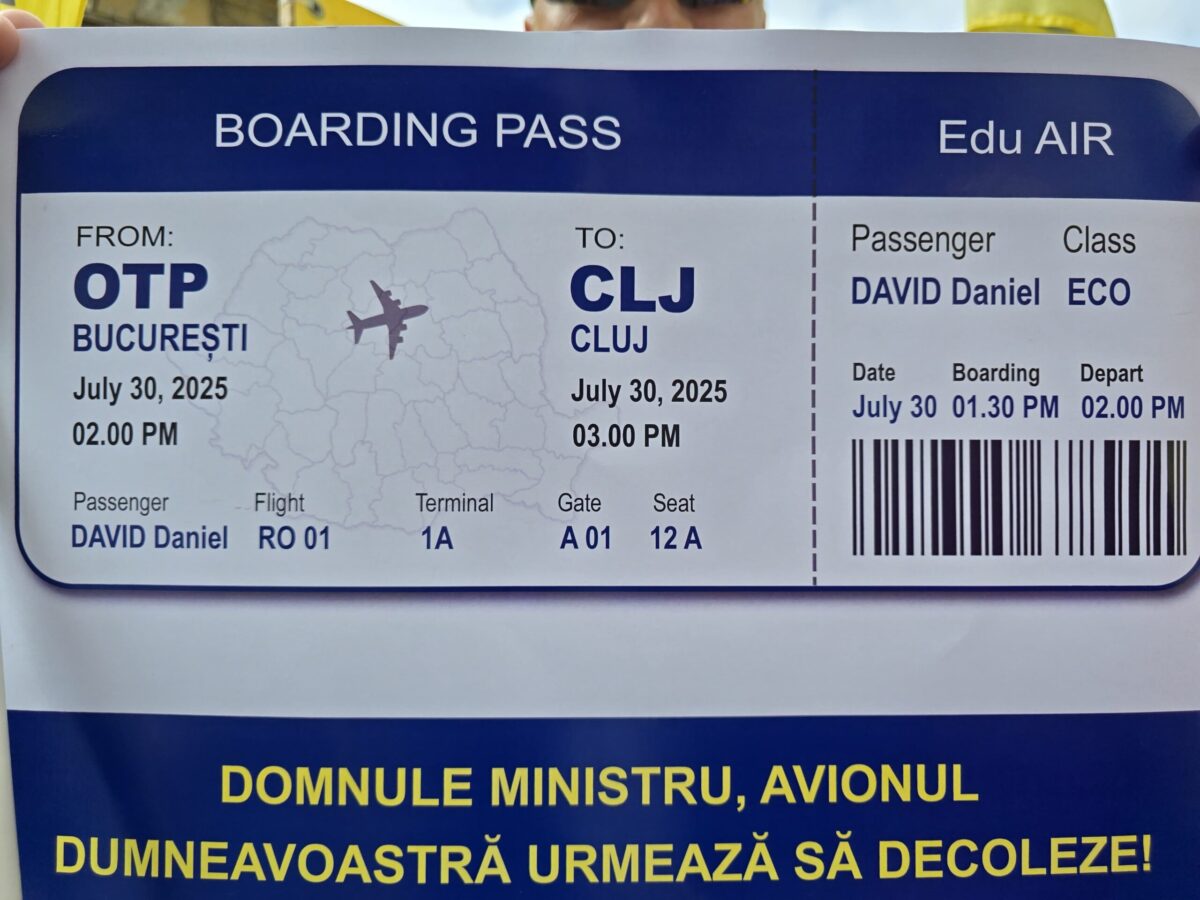 BOARDING PASS
Edu AIR
FROM:
OTP
BUCUREȘTI
July 30, 2025
02.00 PM
TO:
CLJ
CLUJ
July 30, 2025
03.00 PM
Passenger Flight Terminal Gate Seat
DAVID Daniel RO 01 1A A 01 12 A
Passenger Class
DAVID Daniel ECO
Date Boarding Depart
July 30 01.30 PM 02.00 PM
DOMNULE MINISTRU, AVIONUL
DUMNEAVOASTRĂ URMEAZĂ SĂ DECOLEZE!